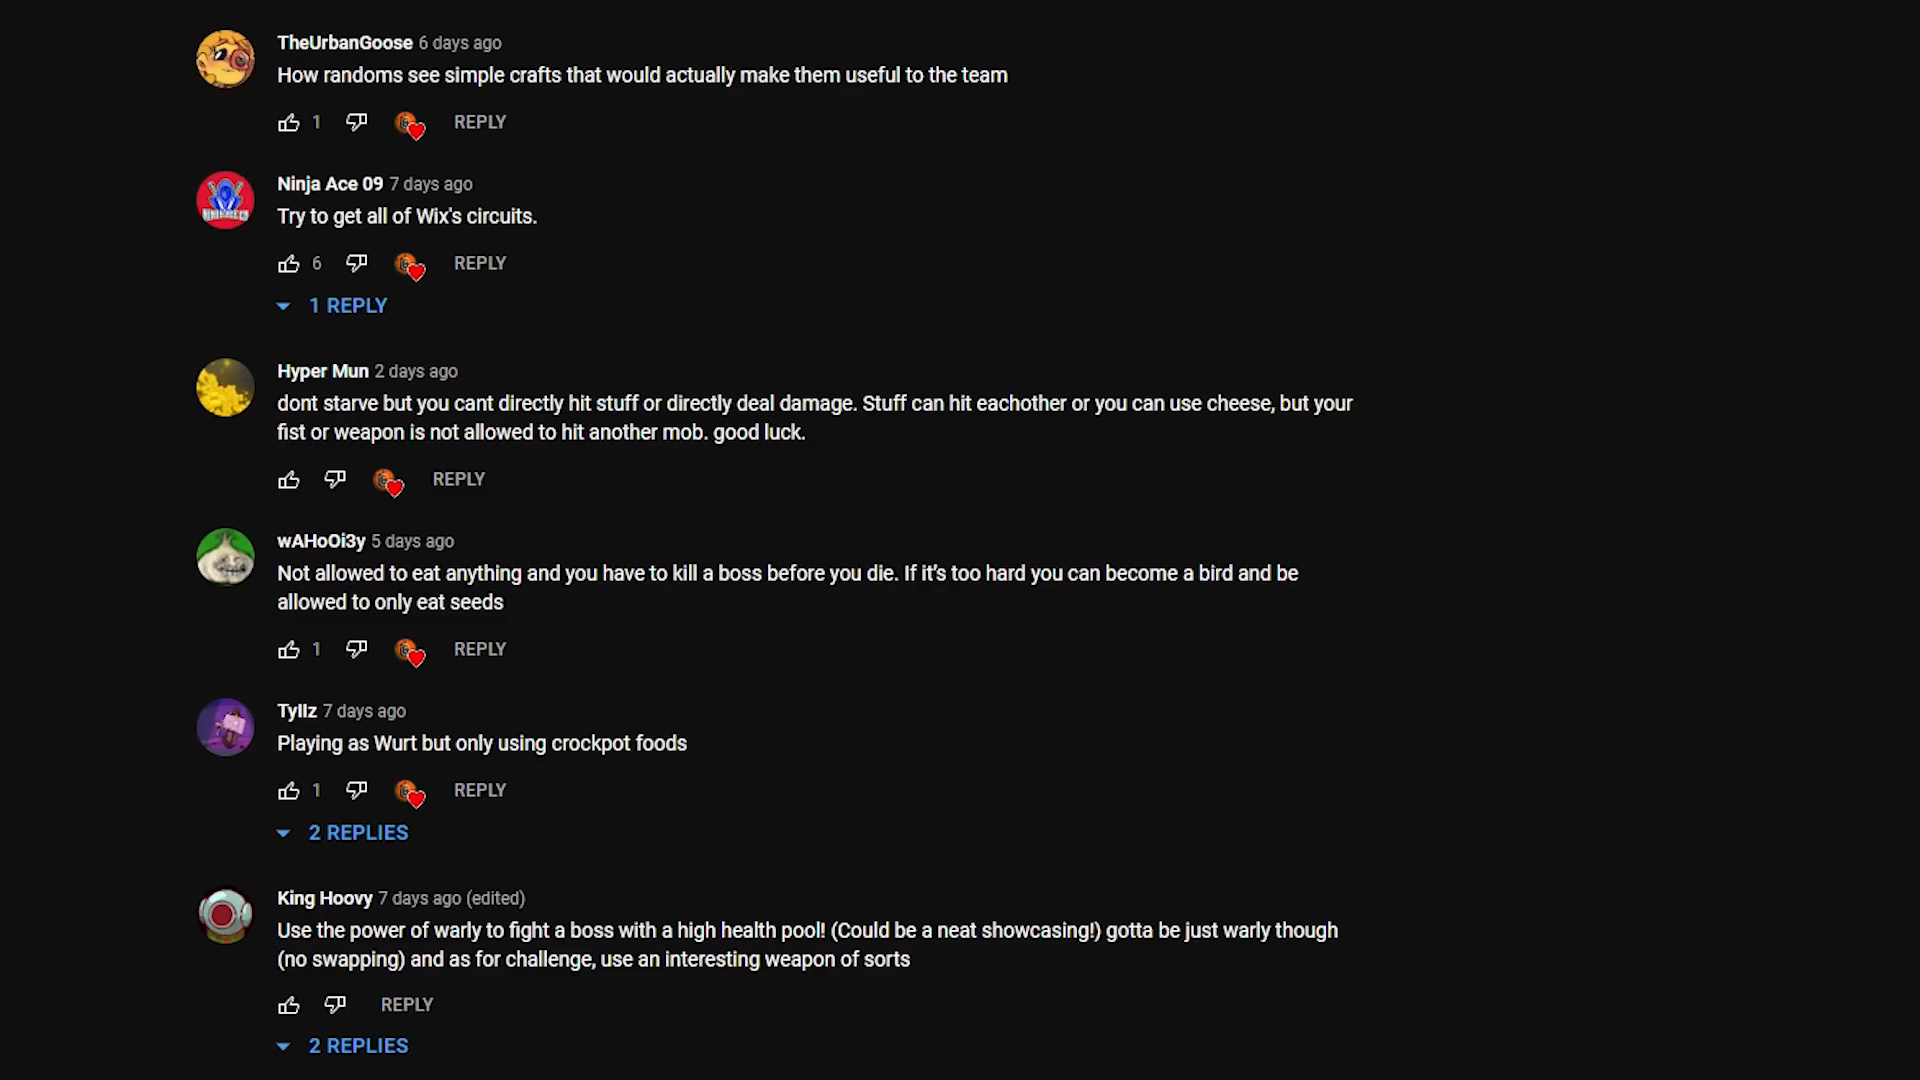 TheUrbanGoose 6 days ago
How randoms see simple crafts that would actually make them useful to the team
1 REPLY
Ninja Ace 09 7 days ago
Try to get all of Wix's circuits.
6 REPLY
1 REPLY
Hyper Mun 2 days ago
dont starve but you cant directly hit stuff or directly deal damage. Stuff can hit eachother or you can use cheese, but your
fist or weapon is not allowed to hit another mob. good luck.
REPLY
wAHoOi3y 5 days ago
Not allowed to eat anything and you have to kill a boss before you die. If it's too hard you can become a bird and be
allowed to only eat seeds
1 REPLY
Tyllz 7 days ago
Playing as Wurt but only using crockpot foods
1 REPLY
2 REPLIES
King Hoovy 7 days ago (edited)
Use the power of warly to fight a boss with a high health pool! (Could be a neat showcasing!) gotta be just warly though
(no swapping) and as for challenge, use an interesting weapon of sorts
REPLY
2 REPLIES